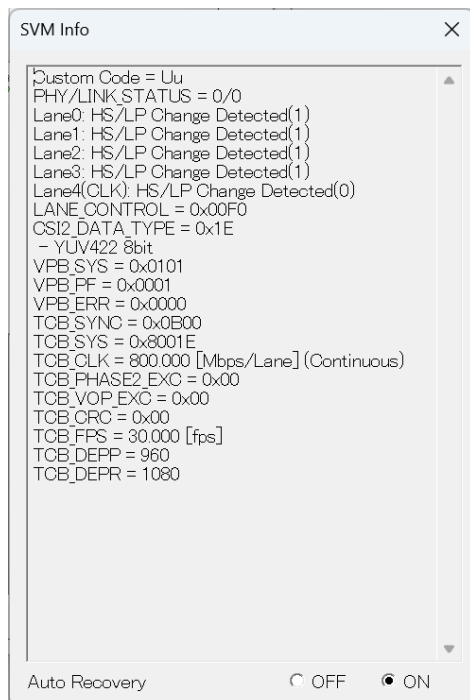 SVM Info
Custom Code = Uu
PHY/LINK_STATUS = 0/0
Lane0: HS/LP Change Detected(1)
Lane1: HS/LP Change Detected(1)
Lane2: HS/LP Change Detected(1)
Lane3: HS/LP Change Detected(1)
Lane4(CLK): HS/LP Change Detected(0)
LANE_CONTROL = 0x00F0
CSI2_DATA_TYPE = 0x1E
- YUV422 8bit
VPB_SYS = 0x0101
VPB_PF = 0x0001
VPB_ERR = 0x0000
TCB_SYNC = 0x0B00
TCB_SYS = 0x8001E
TCB_CLK = 800.000 [Mbps/Lane] (Continuous)
TCB_PHASE2_EXC = 0x00
TCB_VOP_EXC = 0x00
TCB_CRC = 0x00
TCB_FPS = 30.000 [fps]
TCB_DEPP = 960
TCB_DEPR = 1080
Auto Recovery OFF ON